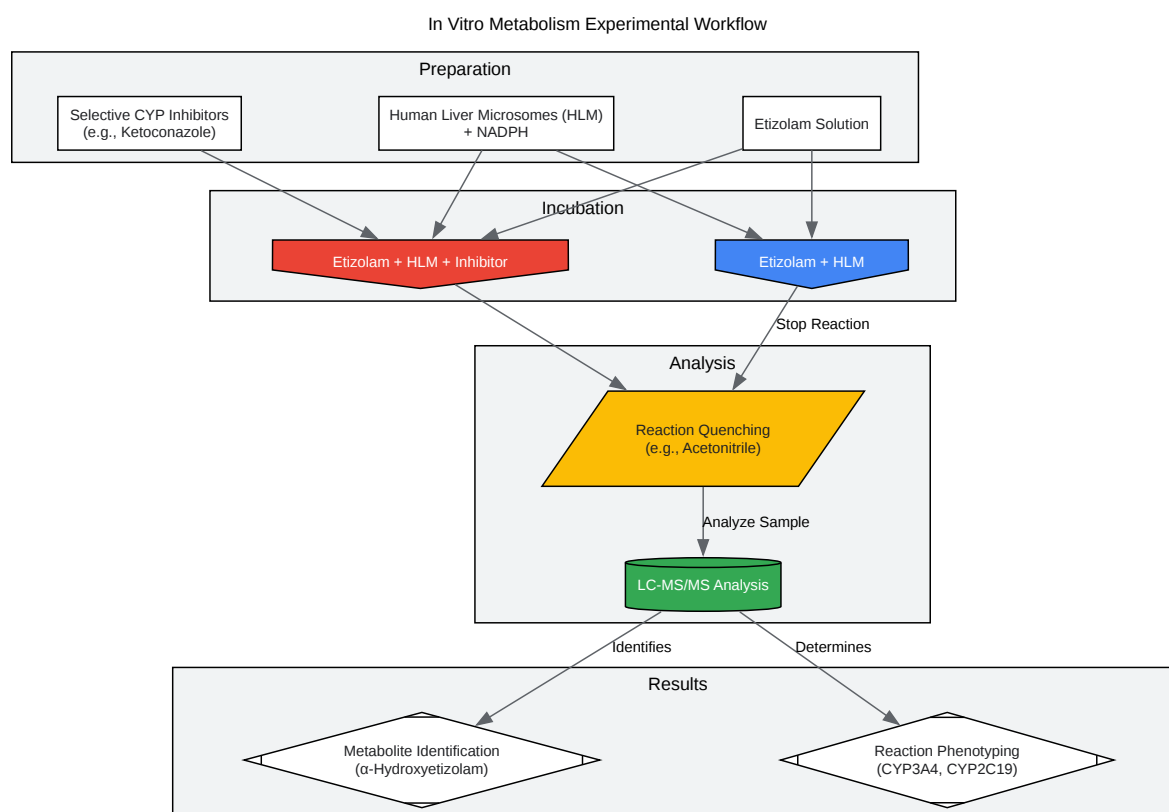 In Vitro Metabolism Experimental Workflow
Preparation
Selective CYP Inhibitors
(e.g., Ketoconazole)
Human Liver Microsomes (HLM)
+ NADPH
Etizolam Solution
Incubation
Etizolam + HLM + Inhibitor
Etizolam + HLM
Stop Reaction
Analysis
Reaction Quenching
(e.g., Acetonitrile)
Analyze Sample
LC-MS/MS Analysis
Identifies
Determines
Results
Metabolite Identification
(α-Hydroxyetizolam)
Reaction Phenotyping
(CYP3A4, CYP2C19)